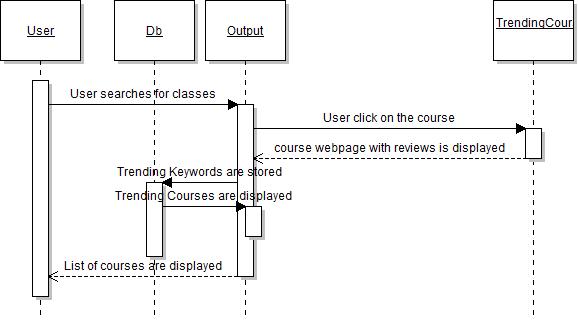 User
Db
Output
TrendingCour
User searches for classes
User click on the course
course webpage with reviews is displayed
Trending Keywords are stored
Trending Courses are displayed
List of courses are displayed